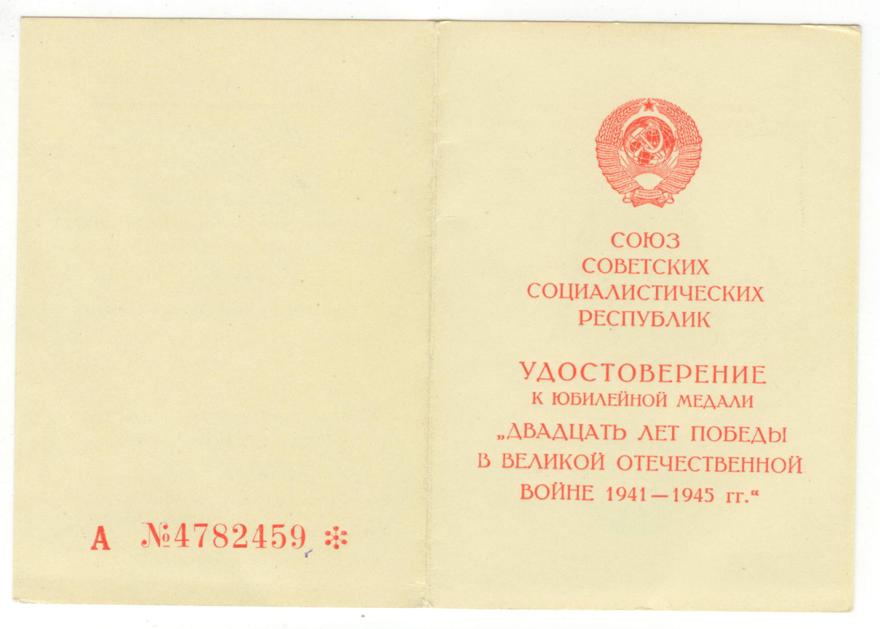 А №4782459
СОЮЗ
СОВЕТСКИХ
СОЦИАЛИСТИЧЕСКИХ
РЕСПУБЛИК
УДОСТОВЕРЕНИЕ
К ЮБИЛЕЙНОЙ МЕДАЛИ
„ДВАДЦАТЬ ЛЕТ ПОБЕДЫ
В ВЕЛИКОЙ ОТЕЧЕСТВЕННОЙ
ВОЙНЕ 1941—1945 гг.“